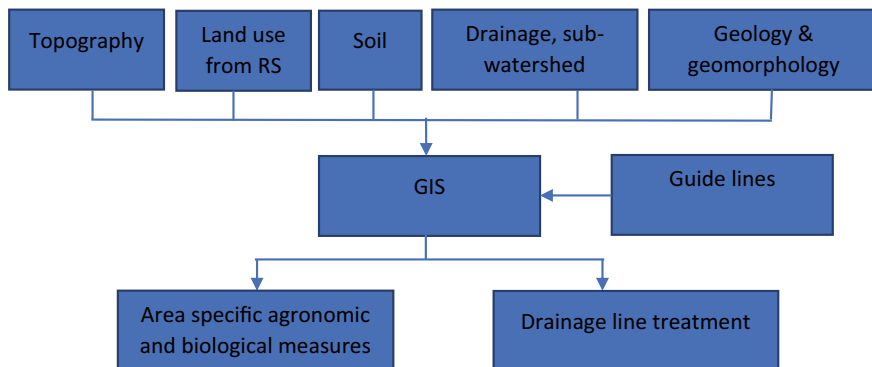 Topography
Land use
from RS
Soil
Drainage, sub-
watershed
Geology &
geomorphology
GIS
Guide lines
Area specific agronomic
and biological measures
Drainage line treatment